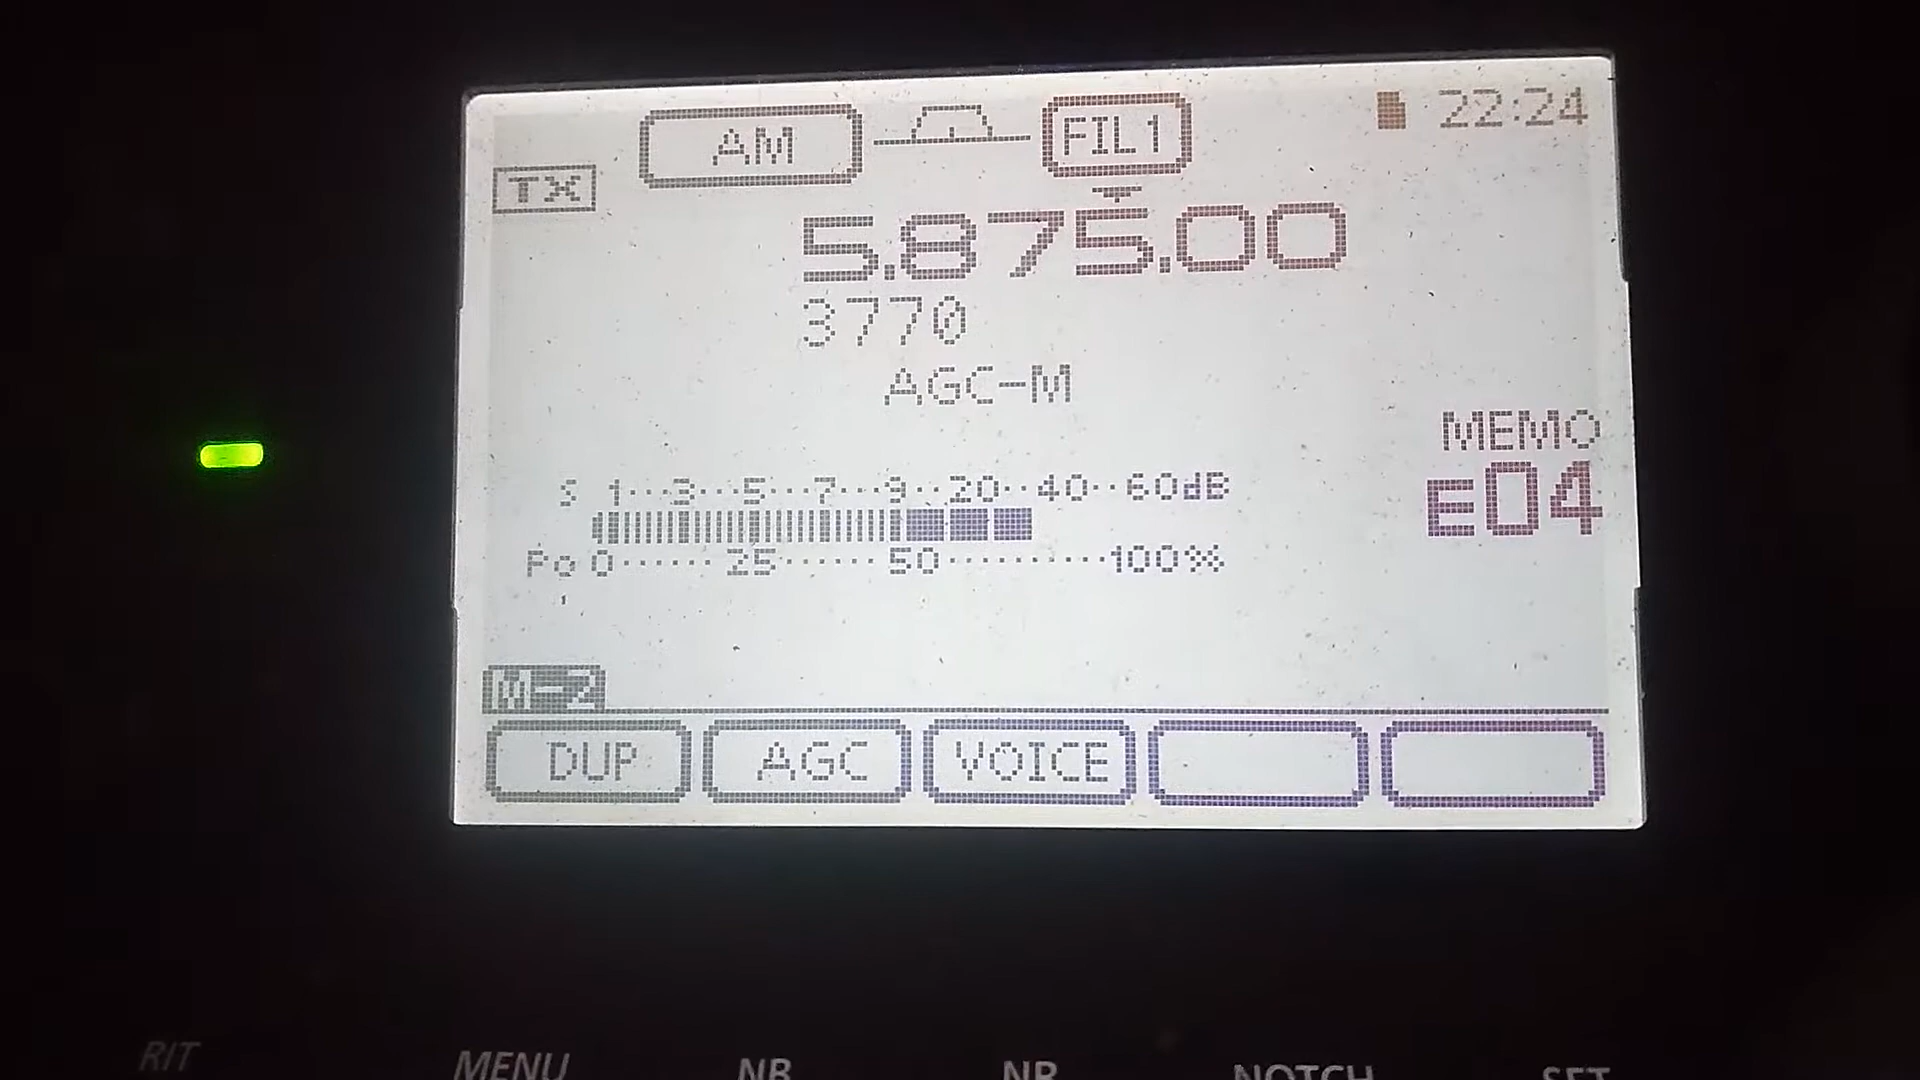 AM FIL1 22:24
TX
5.875.00
3770
AGC-M
MEMO
E04
S 1···3···5···7···9··20··40··60dB
Po 0······25······50··········100%
M-2
DUP AGC VOICE
RIT MENU NB NR NOTCH SET